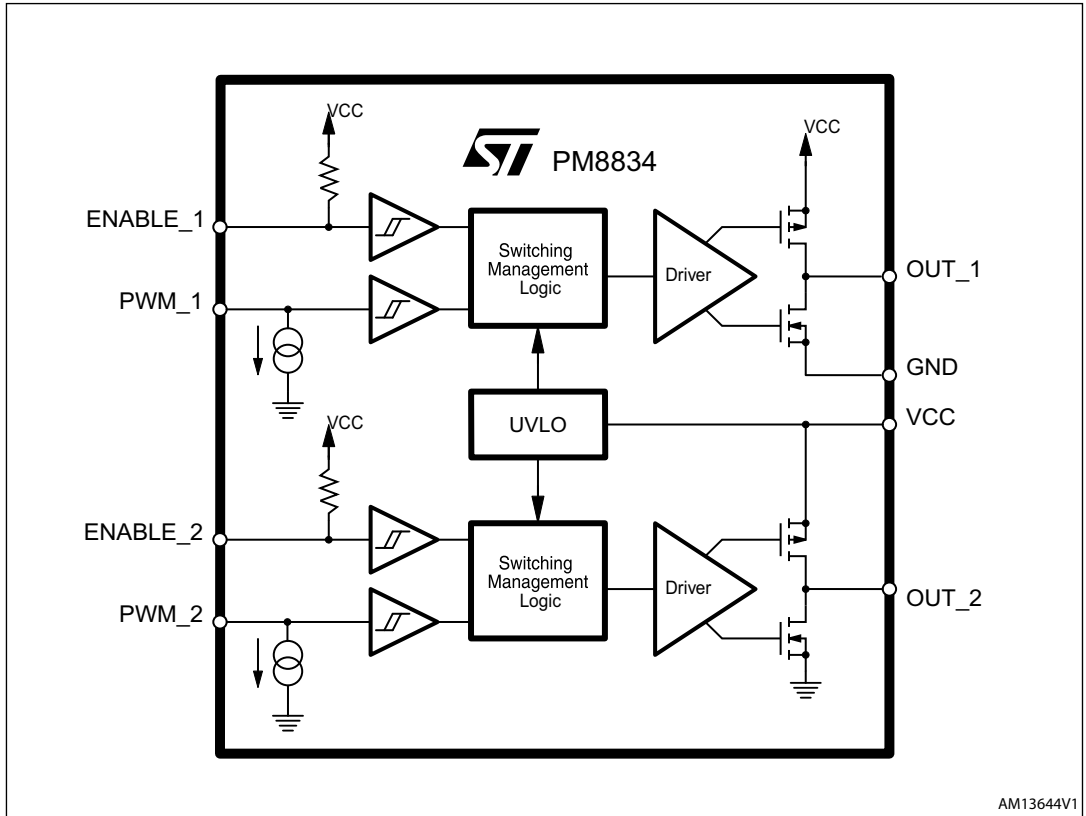 VCC
VCC
ST PM8834
ENABLE_1
Switching
Management
Logic
Driver
OUT_1
PWM_1
GND
VCC
UVLO
VCC
ENABLE_2
Switching
Management
Logic
Driver
OUT_2
PWM_2
AM13644V1